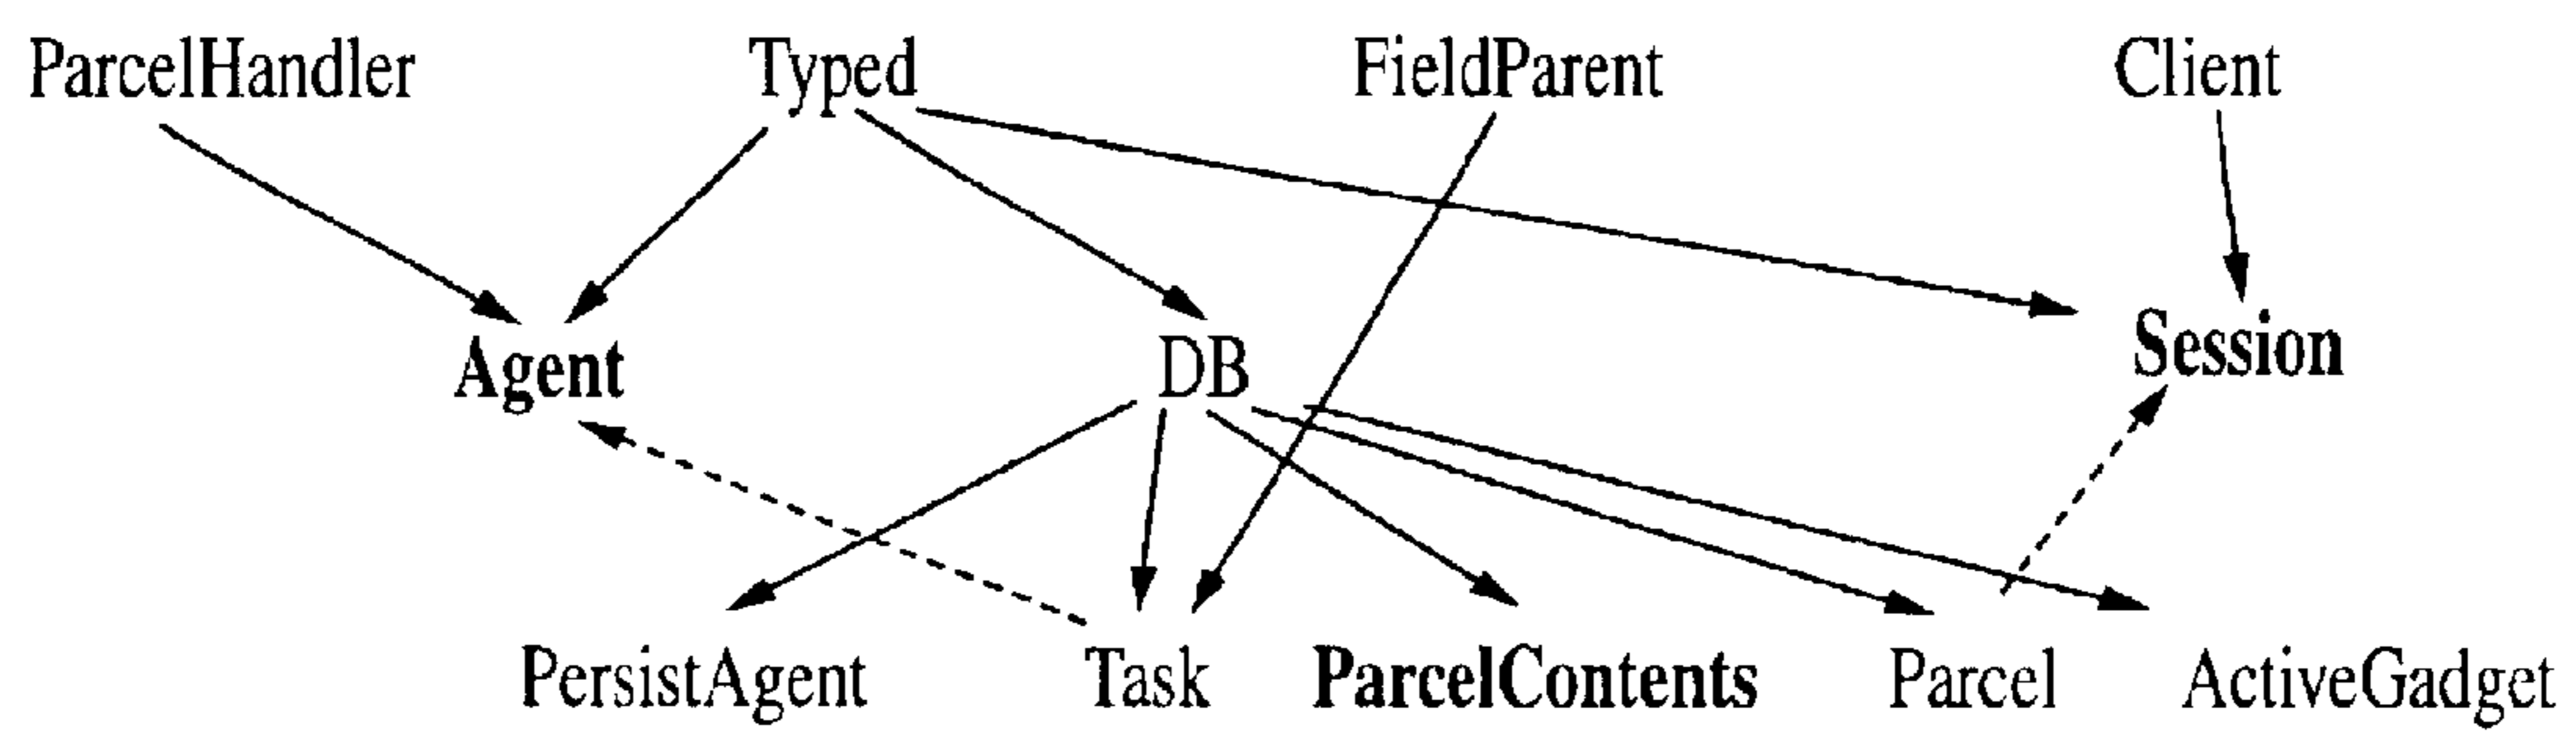 ParcelHandler Typed FieldParent Client
Agent DB Session
PersistAgent Task ParcelContents Parcel ActiveGadget